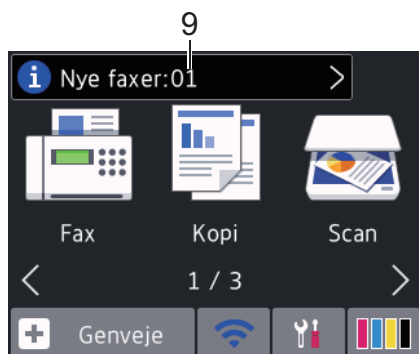 9
Nye faxer:01
Fax Kopi Scan
1 / 3
Genveje